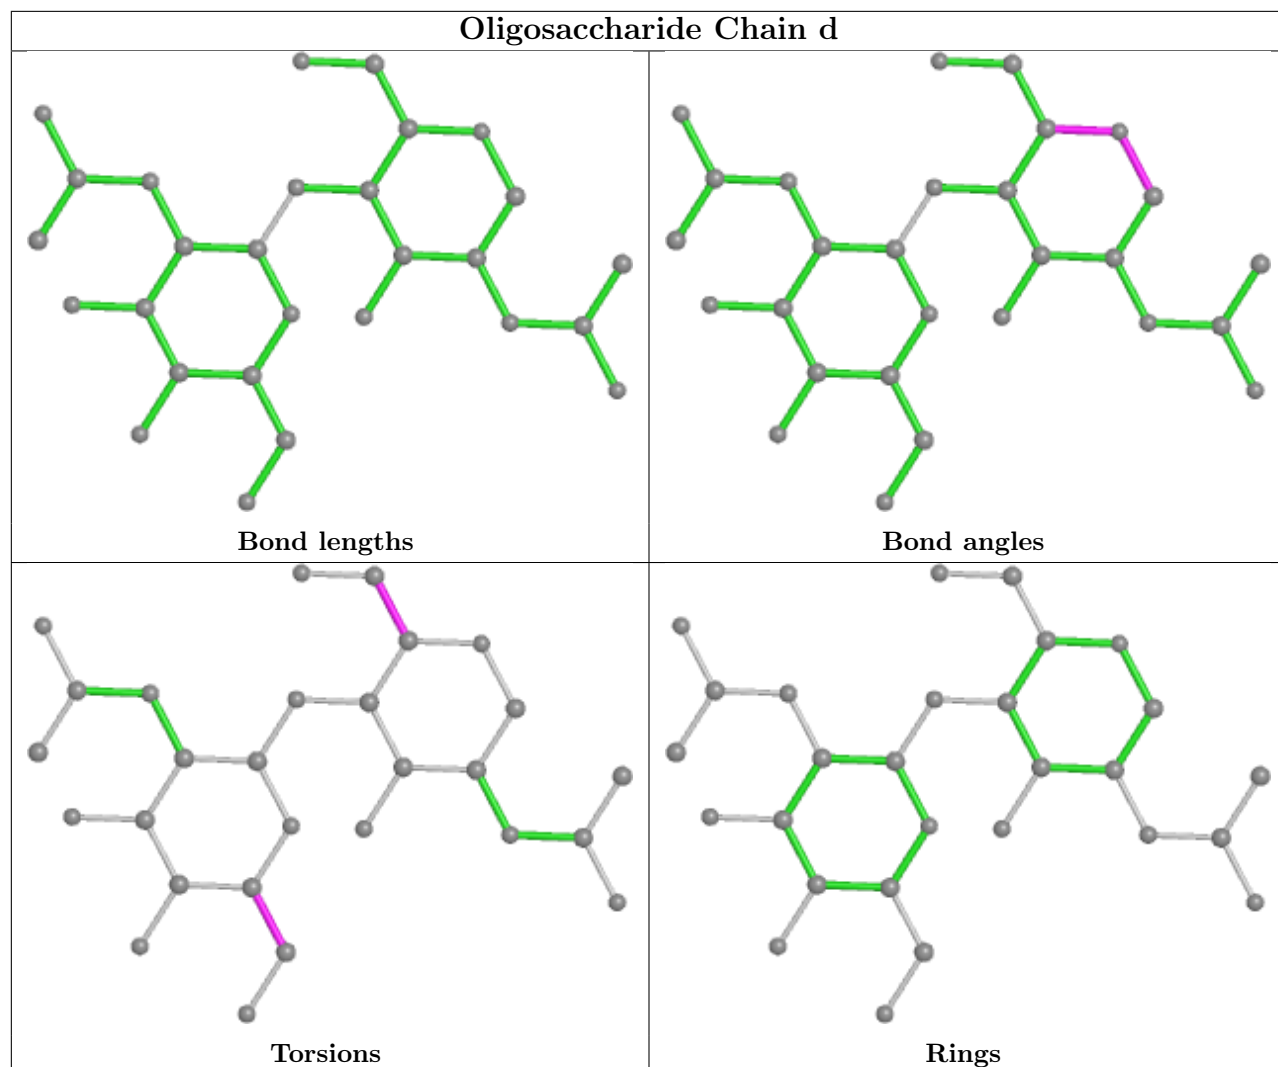 Oligosaccharide Chain d
Bond lengths
Bond angles
Torsions
Rings